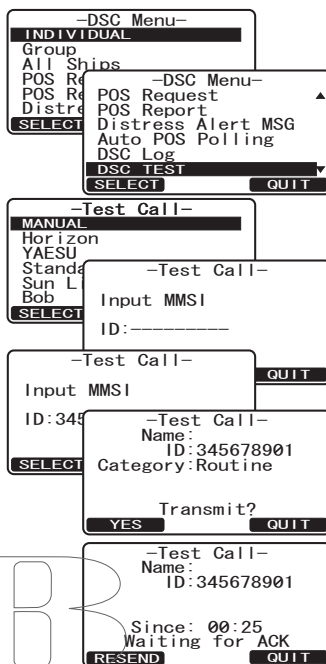 -DSC Menu-
INDIVIDUAL
Group
All Ships
POS Re
POS Re
Distre
SELECT
-DSC Menu-
POS Request
POS Report
Distress Alert MSG
Auto POS Polling
DSC Log
DSC TEST
SELECT QUIT
-Test Call-
MANUAL
Horizon
YAESU
Standa
Sun Li
Bob
SELECT
-Test Call-
Input MMSI
ID:---------
QUIT
-Test Call-
Input MMSI
ID:345
SELECT
-Test Call-
Name:
ID:345678901
Category:Routine
Transmit?
YES QUIT
-Test Call-
Name:
ID:345678901
Since: 00:25
Waiting for ACK
RESEND QUIT